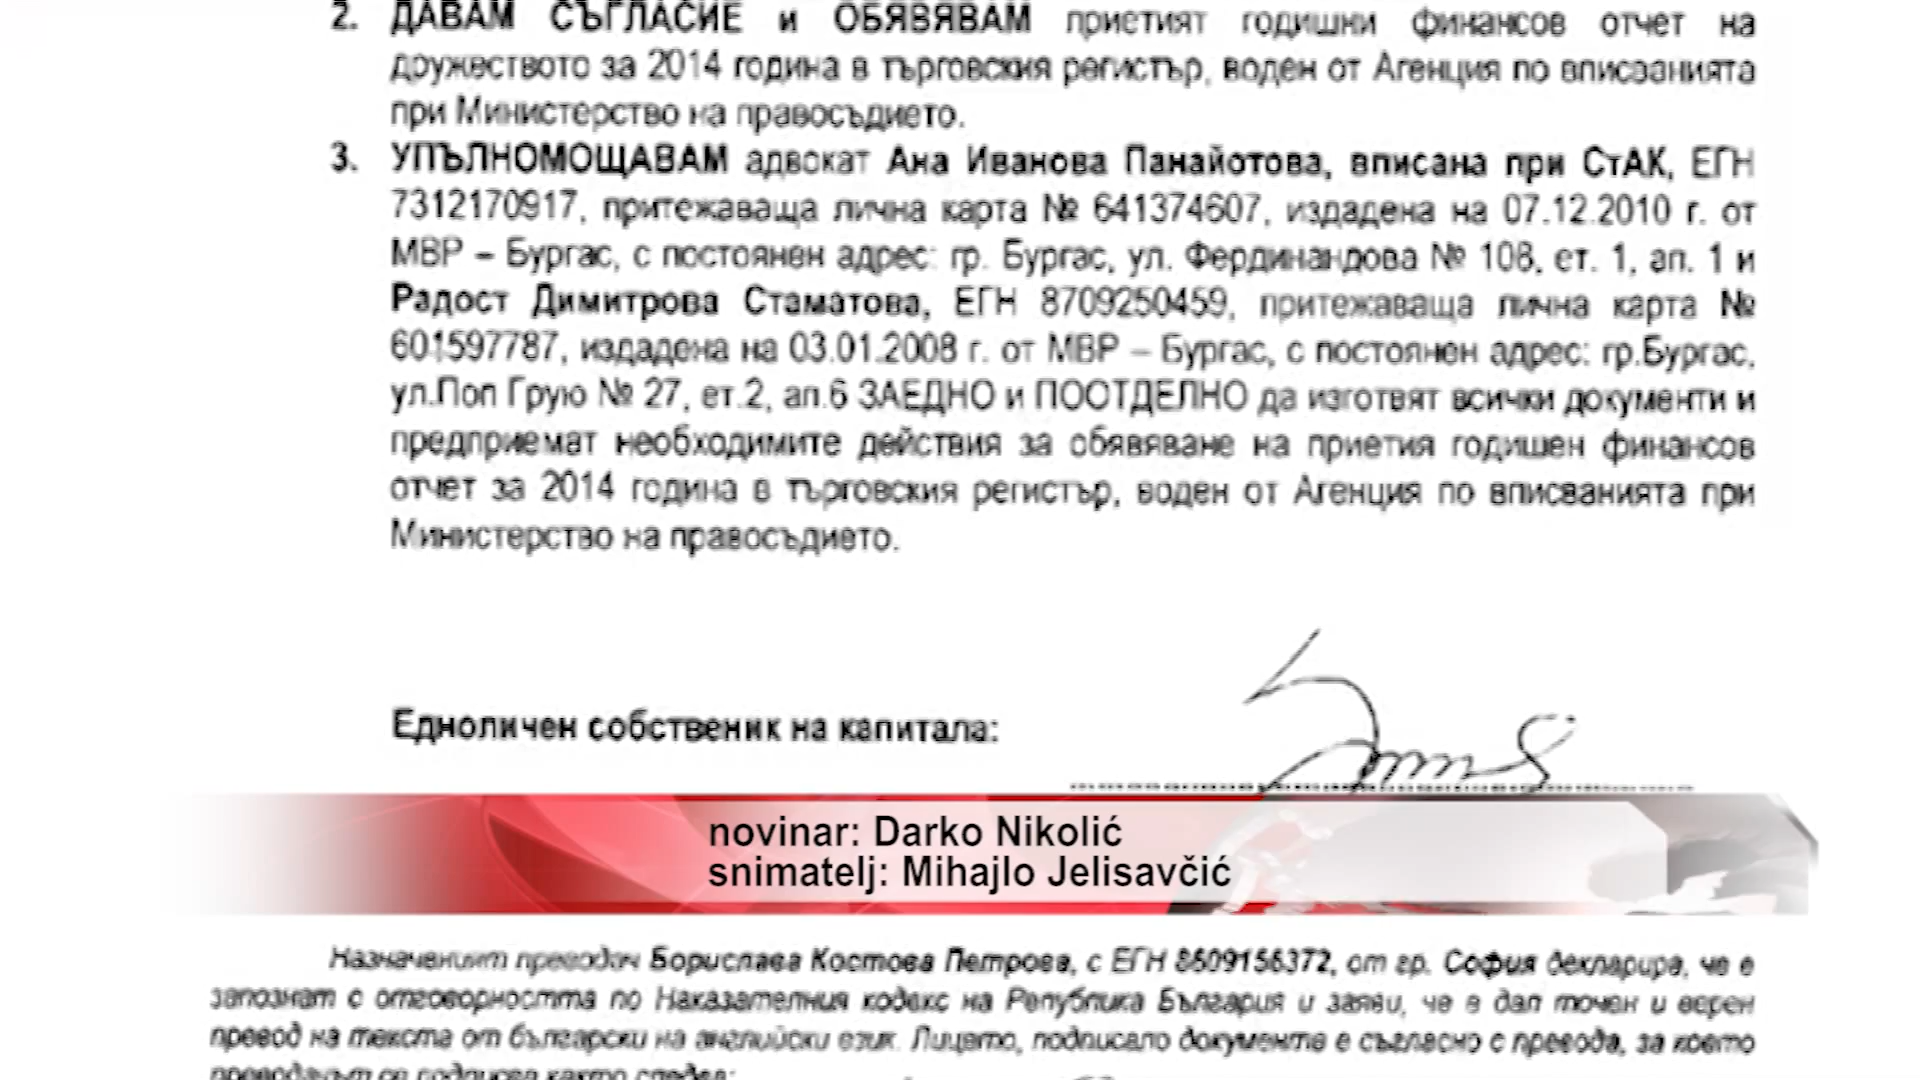 2. ДАВАМ СЪГЛАСИЕ и ОБЯВЯВАМ приетият годишни финансов отчет на
дружеството за 2014 година в търговския регистър, воден от Агенция по вписванията
при Министерство на правосъдието.
3. УПЪЛНОМОЩАВАМ адвокат Ана Иванова Панайотова, вписана при СтАК, ЕГН
7312170917, притежаваща лична карта № 641374607, издадена на 07.12.2010 г. от
МВР – Бургас, с постоянен адрес: гр. Бургас, ул. Фердинандова № 108, ет. 1, ап. 1 и
Радост Димитрова Стаматова, ЕГН 8709250459, притежаваща лична карта №
601597787, издадена на 03.01.2008 г. от МВР – Бургас, с постоянен адрес: гр.Бургас,
ул.Поп Грую № 27, ет.2, ап.6 ЗАЕДНО и ПООТДЕЛНО да изготвят всички документи и
предприемат необходимите действия за обявяване на приетия годишен финансов
отчет за 2014 година в търговския регистър, воден от Агенция по вписванията при
Министерство на правосъдието.
Едноличен собственик на капитала:
novinar: Darko Nikolić
snimatelj: Mihajlo Jelisavčić
Назначеният преводач Борислава Костова Петрова, с ЕГН 8509156372, от гр. София декларира, че е
запознат с отговорността по Наказателния кодекс на Република България и заяви, че е дал точен и верен
превод на текста от български на английски език. Лицето, подписало документа е съгласно с превода, за което